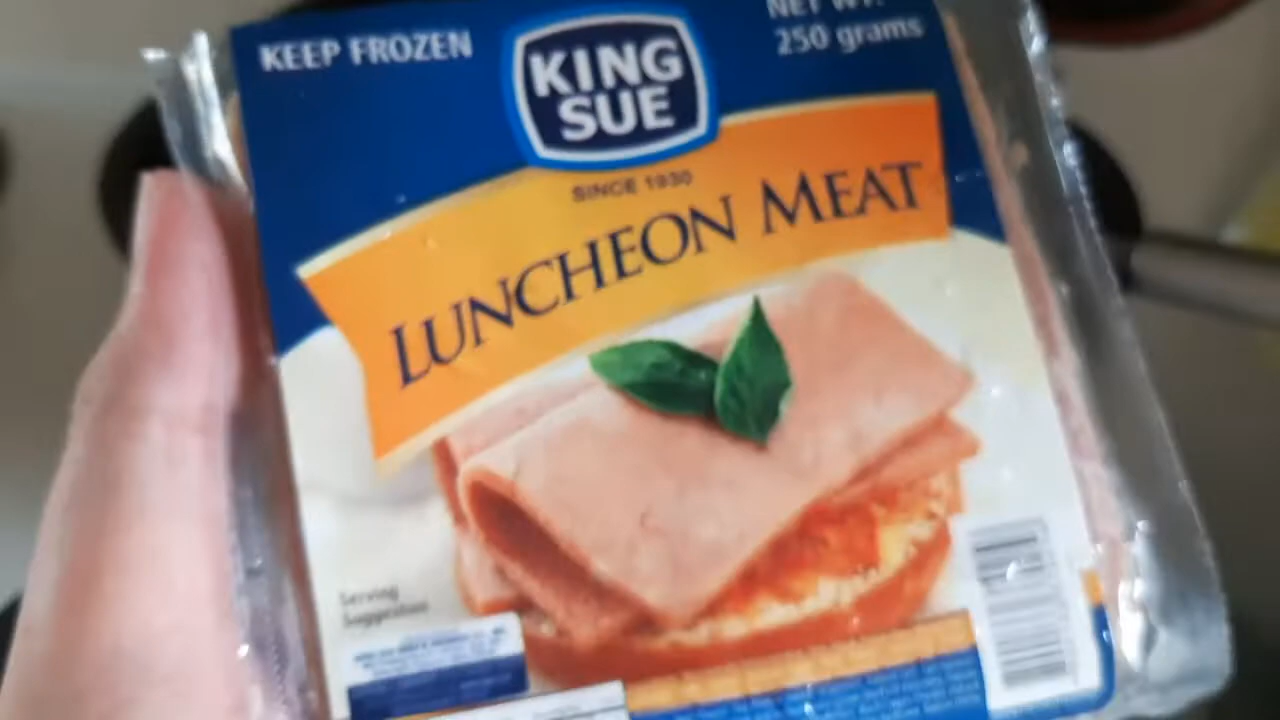 KEEP FROZEN
KING
SUE
NET WT.
250 grams
SINCE 1930
LUNCHEON MEAT
Serving
Suggestion